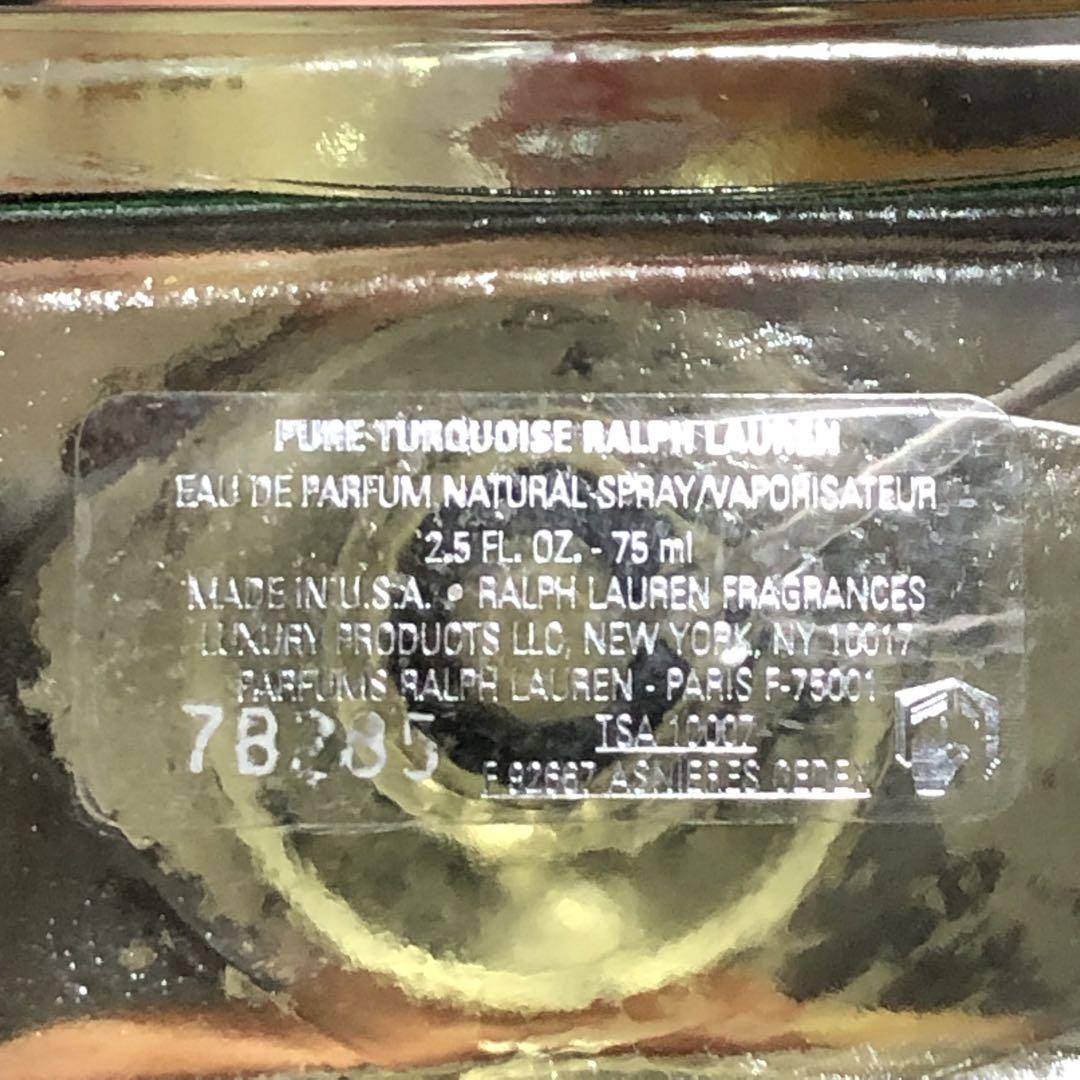 PURE TURQUOISE RALPH LAUREN
EAU DE PARFUM NATURAL SPRAY/VAPORISATEUR
2.5 FL. OZ. - 75 ml
MADE IN U.S.A. • RALPH LAUREN FRAGRANCES
LUXURY PRODUCTS LLC, NEW YORK, NY 10017
PARFUMS RALPH LAUREN - PARIS F-75001
TSA 10007
F 92667 ASNIERES CEDEX
7B285